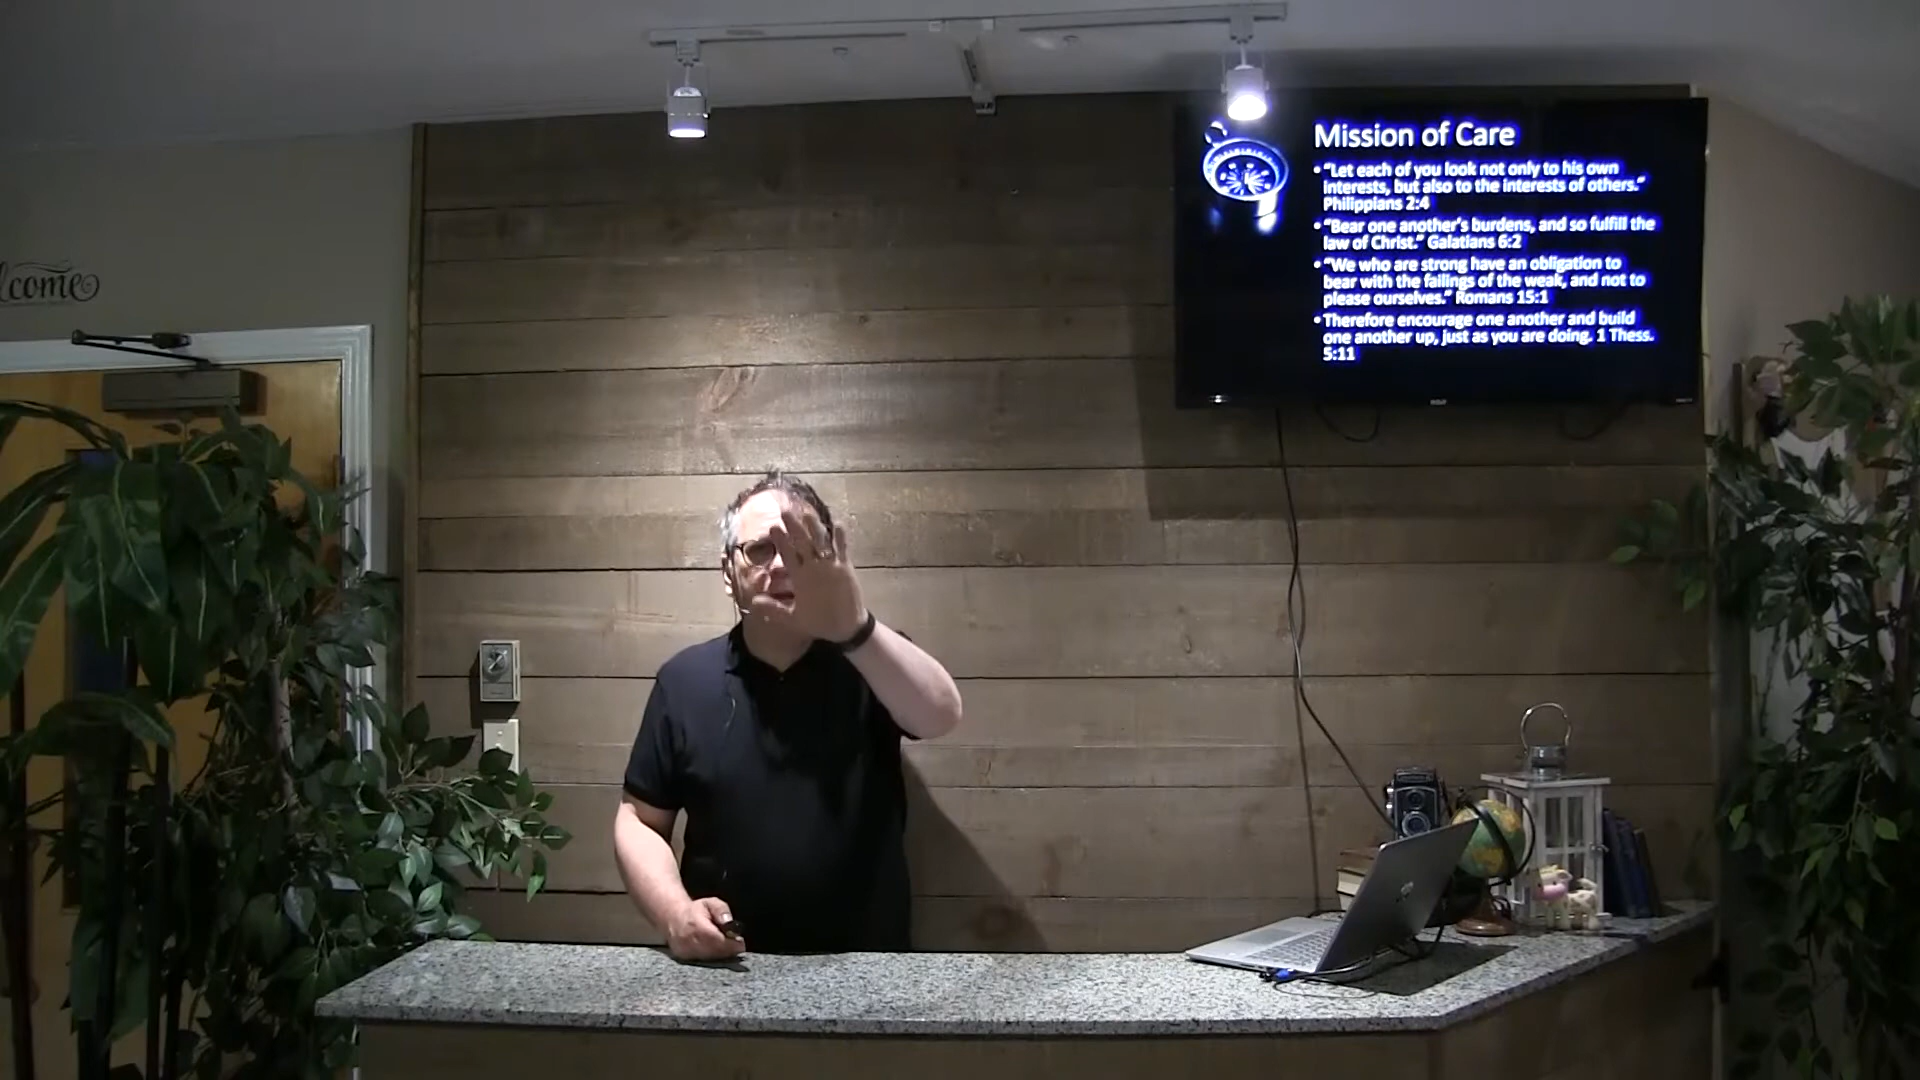 lcome
Mission of Care
• “Let each of you look not only to his own
interests, but also to the interests of others.”
Philippians 2:4
• “Bear one another’s burdens, and so fulfill the
law of Christ.” Galatians 6:2
• “We who are strong have an obligation to
bear with the failings of the weak, and not to
please ourselves.” Romans 15:1
• Therefore encourage one another and build
one another up, just as you are doing. 1 Thess.
5:11
RCA